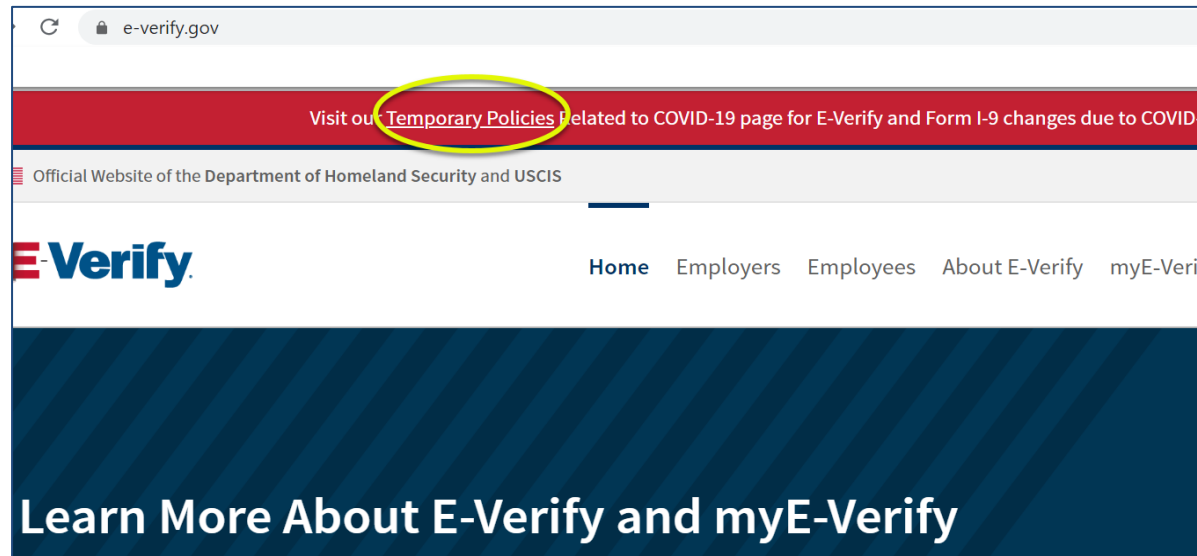 e-verify.gov
Visit our Temporary Policies Related to COVID-19 page for E-Verify and Form I-9 changes due to COVID-
Official Website of the Department of Homeland Security and USCIS
E-Verify.
Home Employers Employees About E-Verify myE-Veri
Learn More About E-Verify and myE-Verify